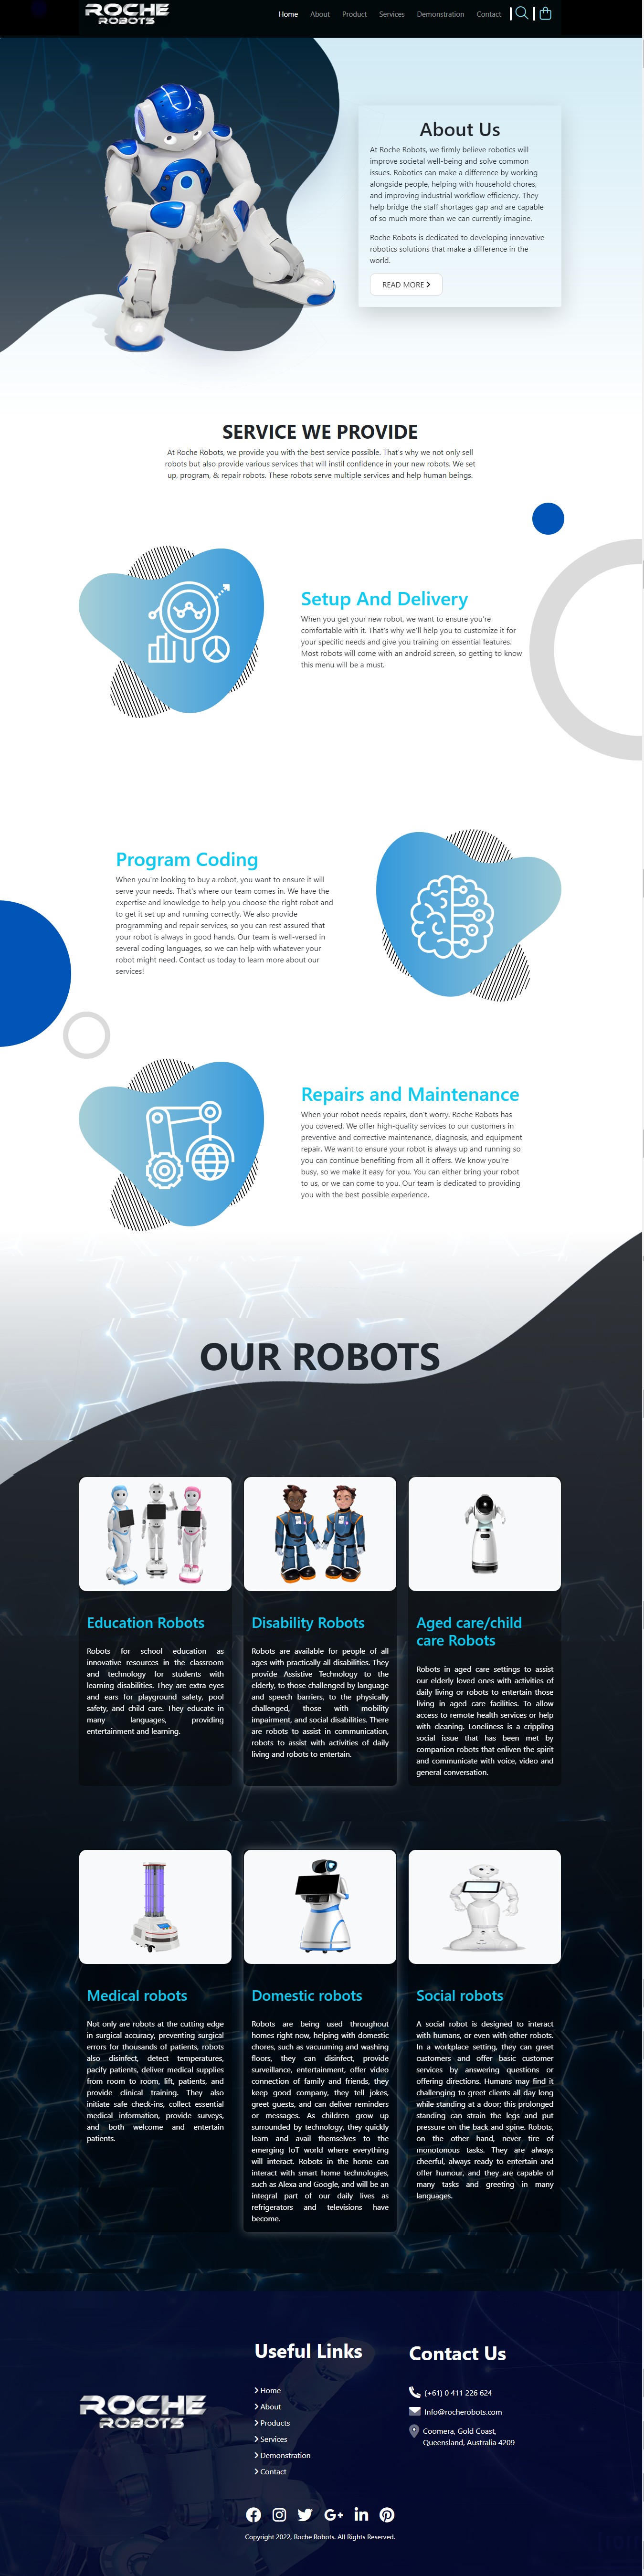 ROCHE
ROBOTS
Home About Product Services Demonstration Contact
About Us
At Roche Robots, we firmly believe robotics will
improve societal well-being and solve common
issues. Robotics can make a difference by working
alongside people, helping with household chores,
and improving industrial workflow efficiency. They
help bridge the staff shortages gap and are capable
of so much more than we can currently imagine.
Roche Robots is dedicated to developing innovative
robotics solutions that make a difference in the
world.
READ MORE
SERVICE WE PROVIDE
At Roche Robots, we provide you with the best service possible. That's why we not only sell
robots but also provide various services that will instil confidence in your new robots. We set
up, program, & repair robots. These robots serve multiple services and help human beings.
Setup And Delivery
When you get your new robot, we want to ensure you're
comfortable with it. That's why we'll help you to customize it for
your specific needs and give you training on essential features.
Most robots will come with an android screen, so getting to know
this menu will be a must.
Program Coding
When you're looking to buy a robot, you want to ensure it will
serve your needs. That's where our team comes in. We have the
expertise and knowledge to help you choose the right robot and
to get it set up and running correctly. We also provide
programming and repair services, so you can rest assured that
your robot is always in good hands. Our team is well-versed in
several coding languages, so we can help with whatever your
robot might need. Contact us today to learn more about our
services!
Repairs and Maintenance
When your robot needs repairs, don't worry. Roche Robots has
you covered. We offer high-quality services to our customers in
preventive and corrective maintenance, diagnosis, and equipment
repair. We want to ensure your robot is always up and running so
you can continue benefiting from all it offers. We know you're
busy, so we make it easy for you. You can either bring your robot
to us, or we can come to you. Our team is dedicated to providing
you with the best possible experience.
OUR ROBOTS
Education Robots
Robots for school education as
innovative resources in the classroom
and technology for students with
learning disabilities. They are extra eyes
and ears for playground safety, pool
safety, and child care. They educate in
many languages, providing
entertainment and learning.
Disability Robots
Robots are available for people of all
ages with practically all disabilities. They
provide Assistive Technology to the
elderly, to those challenged by language
and speech barriers, to the physically
challenged, those with mobility
impairment, and social disabilities. There
are robots to assist in communication,
robots to assist with activities of daily
living and robots to entertain.
Aged care/child
care Robots
Robots in aged care settings to assist
our elderly loved ones with activities of
daily living or robots to entertain those
living in aged care facilities. To allow
access to remote health services or help
with cleaning. Loneliness is a crippling
social issue that has been met by
companion robots that enliven the spirit
and communicate with voice, video and
general conversation.
Medical robots
Not only are robots at the cutting edge
in surgical accuracy, preventing surgical
errors for thousands of patients, robots
also disinfect, detect temperatures,
pacify patients, deliver medical supplies
from room to room, lift, patients, and
provide clinical training. They also
initiate safe check-ins, collect essential
medical information, provide surveys,
and both welcome and entertain
patients.
Domestic robots
Robots are being used throughout
homes right now, helping with domestic
chores, such as vacuuming and washing
floors, they can disinfect, provide
surveillance, entertainment, offer video
connection of family and friends, they
keep good company, they tell jokes,
greet guests, and can deliver reminders
or messages. As children grow up
surrounded by technology, they quickly
learn and avail themselves to the
emerging IoT world where everything
will interact. Robots in the home can
interact with smart home technologies,
such as Alexa and Google, and will be an
integral part of our daily lives as
refrigerators and televisions have
become.
Social robots
A social robot is designed to interact
with humans, or even with other robots.
In a workplace setting, they can greet
customers and offer basic customer
services by answering questions or
offering directions. Humans may find it
challenging to greet clients all day long
while standing at a door; this prolonged
standing can strain the legs and put
pressure on the back and spine. Robots,
on the other hand, never tire of
monotonous tasks. They are always
cheerful, always ready to entertain and
offer humour, and they are capable of
many tasks and greeting in many
languages.
ROCHE
ROBOTS
Useful Links
Home
About
Products
Services
Demonstration
Contact
Contact Us
(+61) 0 411 226 624
Info@rocherobots.com
Coomera, Gold Coast,
Queensland, Australia 4209
Copyright 2022, Roche Robots. All Rights Reserved.